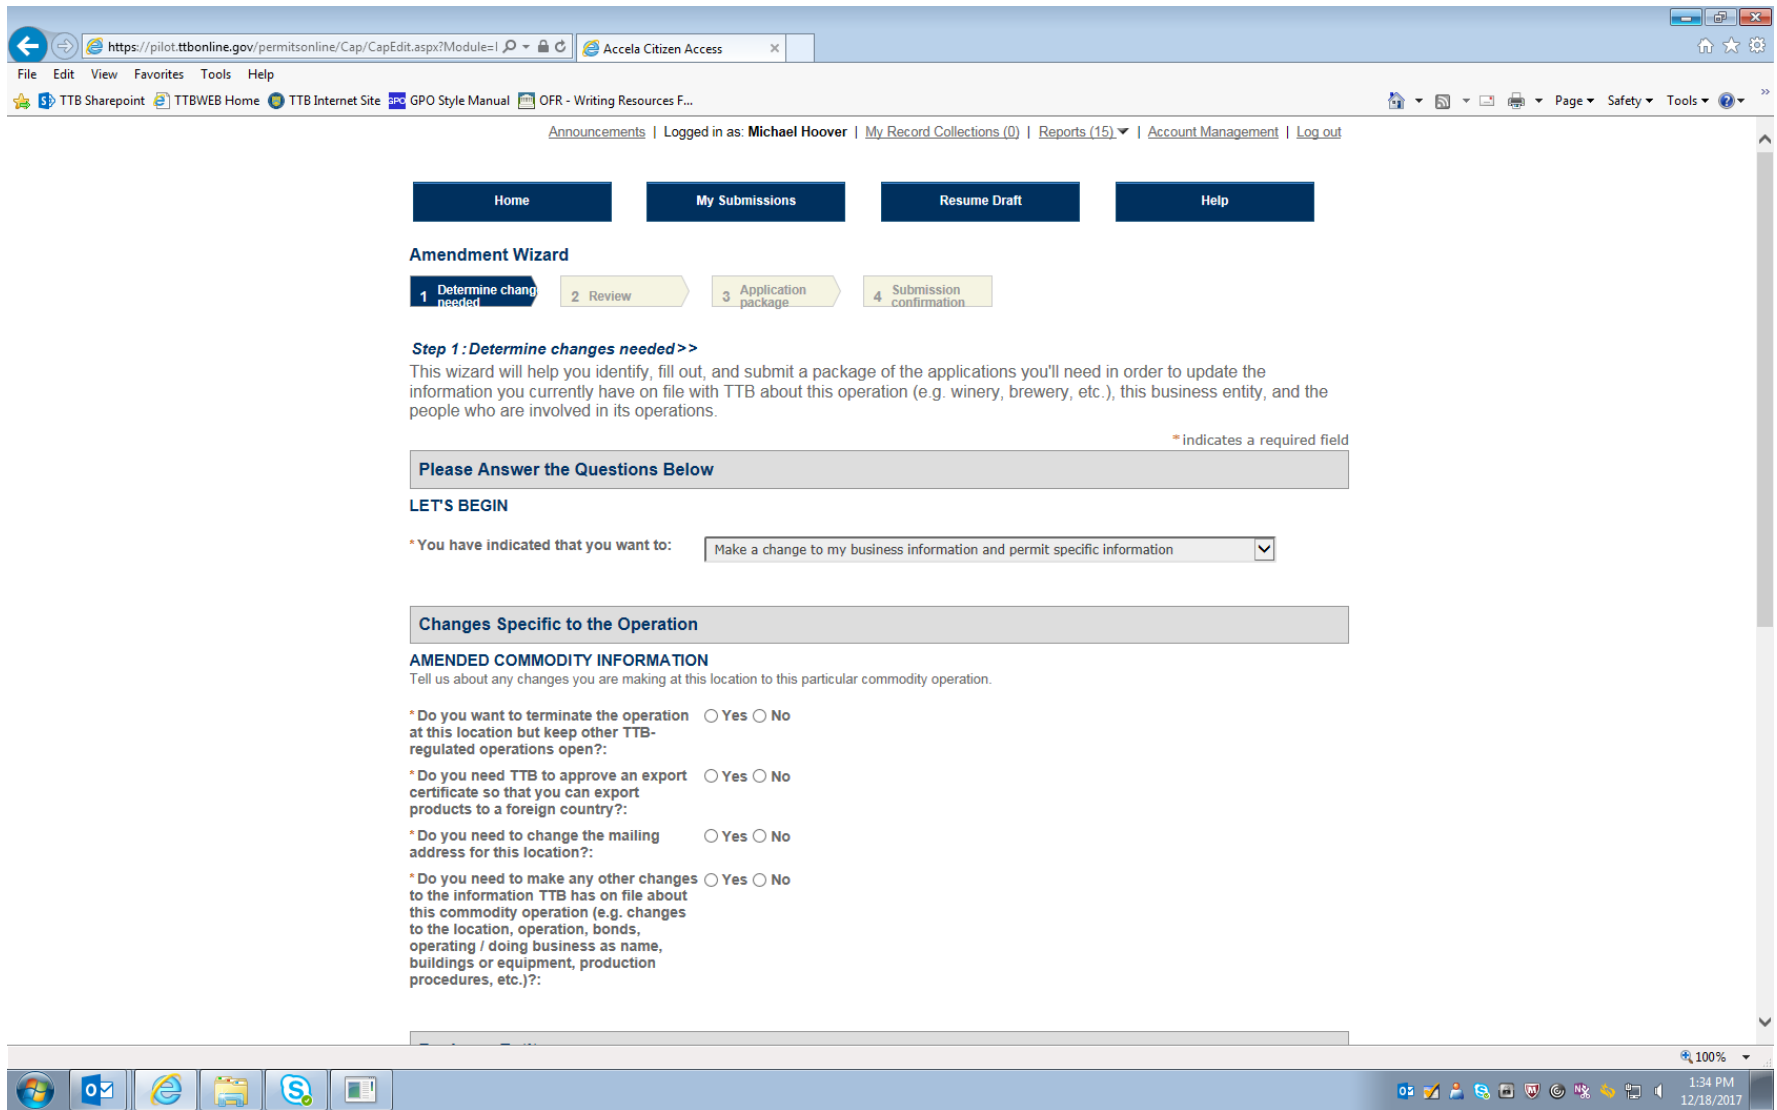 https://pilot.ttbonline.gov/permitsonline/Cap/CapEdit.aspx?Module=l
Accela Citizen Access
File Edit View Favorites Tools Help
TTB Sharepoint TTBWEB Home TTB Internet Site GPO GPO Style Manual OFR - Writing Resources F...
Page Safety Tools
Announcements | Logged in as: Michael Hoover | My Record Collections (0) | Reports (15) | Account Management | Log out
Home My Submissions Resume Draft Help
Amendment Wizard
1 Determine chang needed
2 Review
3 Application package
4 Submission confirmation
Step 1: Determine changes needed>>
This wizard will help you identify, fill out, and submit a package of the applications you'll need in order to update the
information you currently have on file with TTB about this operation (e.g. winery, brewery, etc.), this business entity, and the
people who are involved in its operations.
* indicates a required field
Please Answer the Questions Below
LET'S BEGIN
* You have indicated that you want to: Make a change to my business information and permit specific information
Changes Specific to the Operation
AMENDED COMMODITY INFORMATION
Tell us about any changes you are making at this location to this particular commodity operation.
* Do you want to terminate the operation Yes No
at this location but keep other TTB-
regulated operations open?:
* Do you need TTB to approve an export Yes No
certificate so that you can export
products to a foreign country?:
* Do you need to change the mailing Yes No
address for this location?:
* Do you need to make any other changes Yes No
to the information TTB has on file about
this commodity operation (e.g. changes
to the location, operation, bonds,
operating / doing business as name,
buildings or equipment, production
procedures, etc.)?:
100%
1:34 PM
12/18/2017